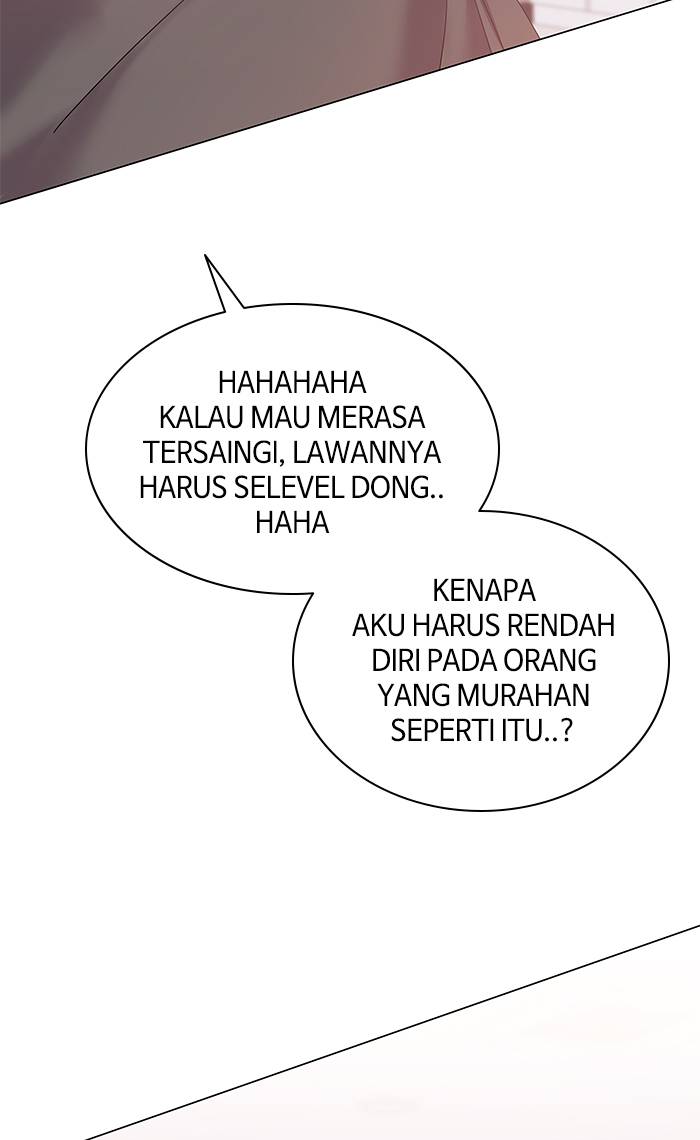 HAHAHAHA
KALAU MAU MERASA
TERSAINGI, LAWANNYA
HARUS SELEVEL DONG..
HAHA
KENAPA
AKU HARUS RENDAH
DIRI PADA ORANG
YANG MURAHAN
SEPERTI ITU..?